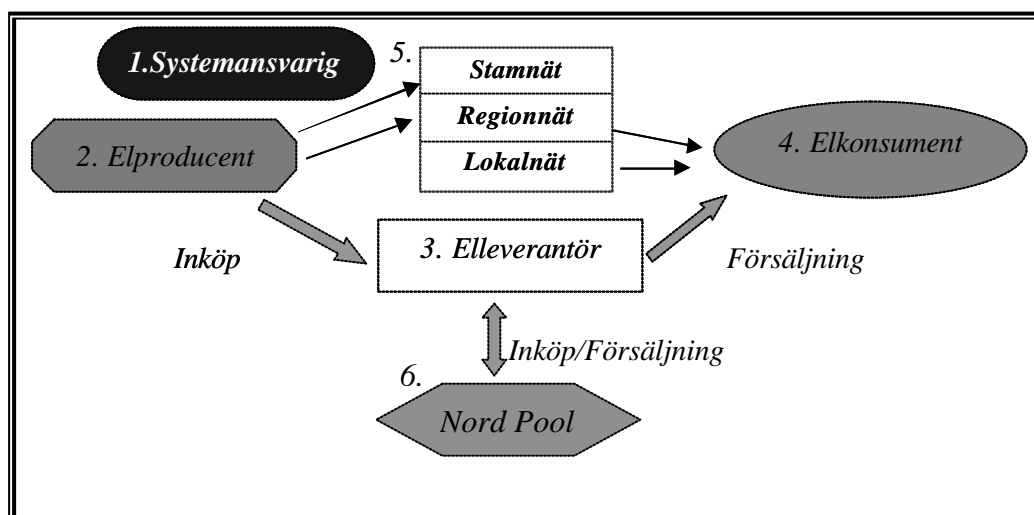 1.Systemansvarig
5.
Stamnät
Regionnät
Lokalnät
2. Elproducent
4. Elkonsument
3. Elleverantör
Inköp
Försäljning
Inköp/Försäljning
6.
Nord Pool